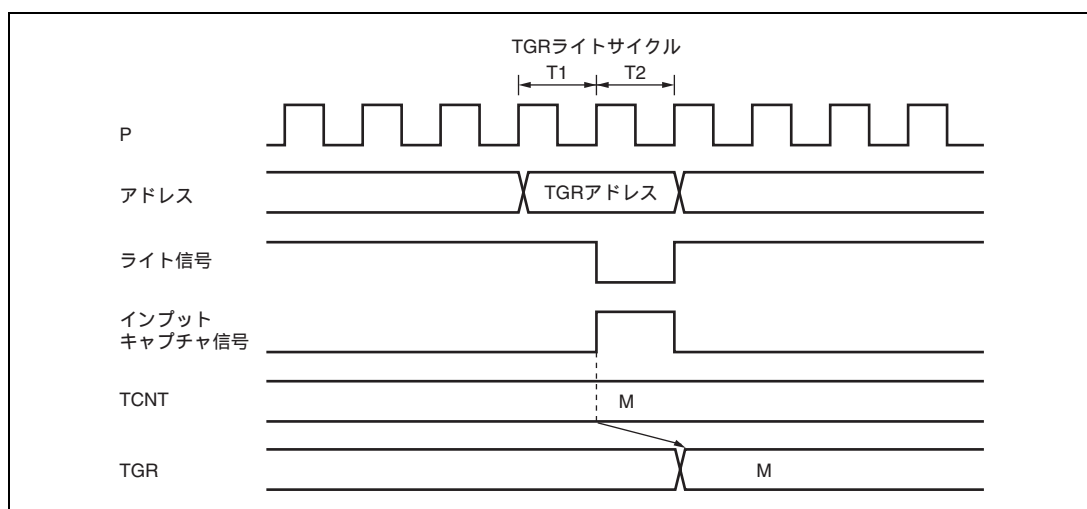 TGRライトサイクル
T1
T2
P
アドレス
TGRアドレス
ライト信号
インプット
キャプチャ信号
TCNT
M
TGR
M